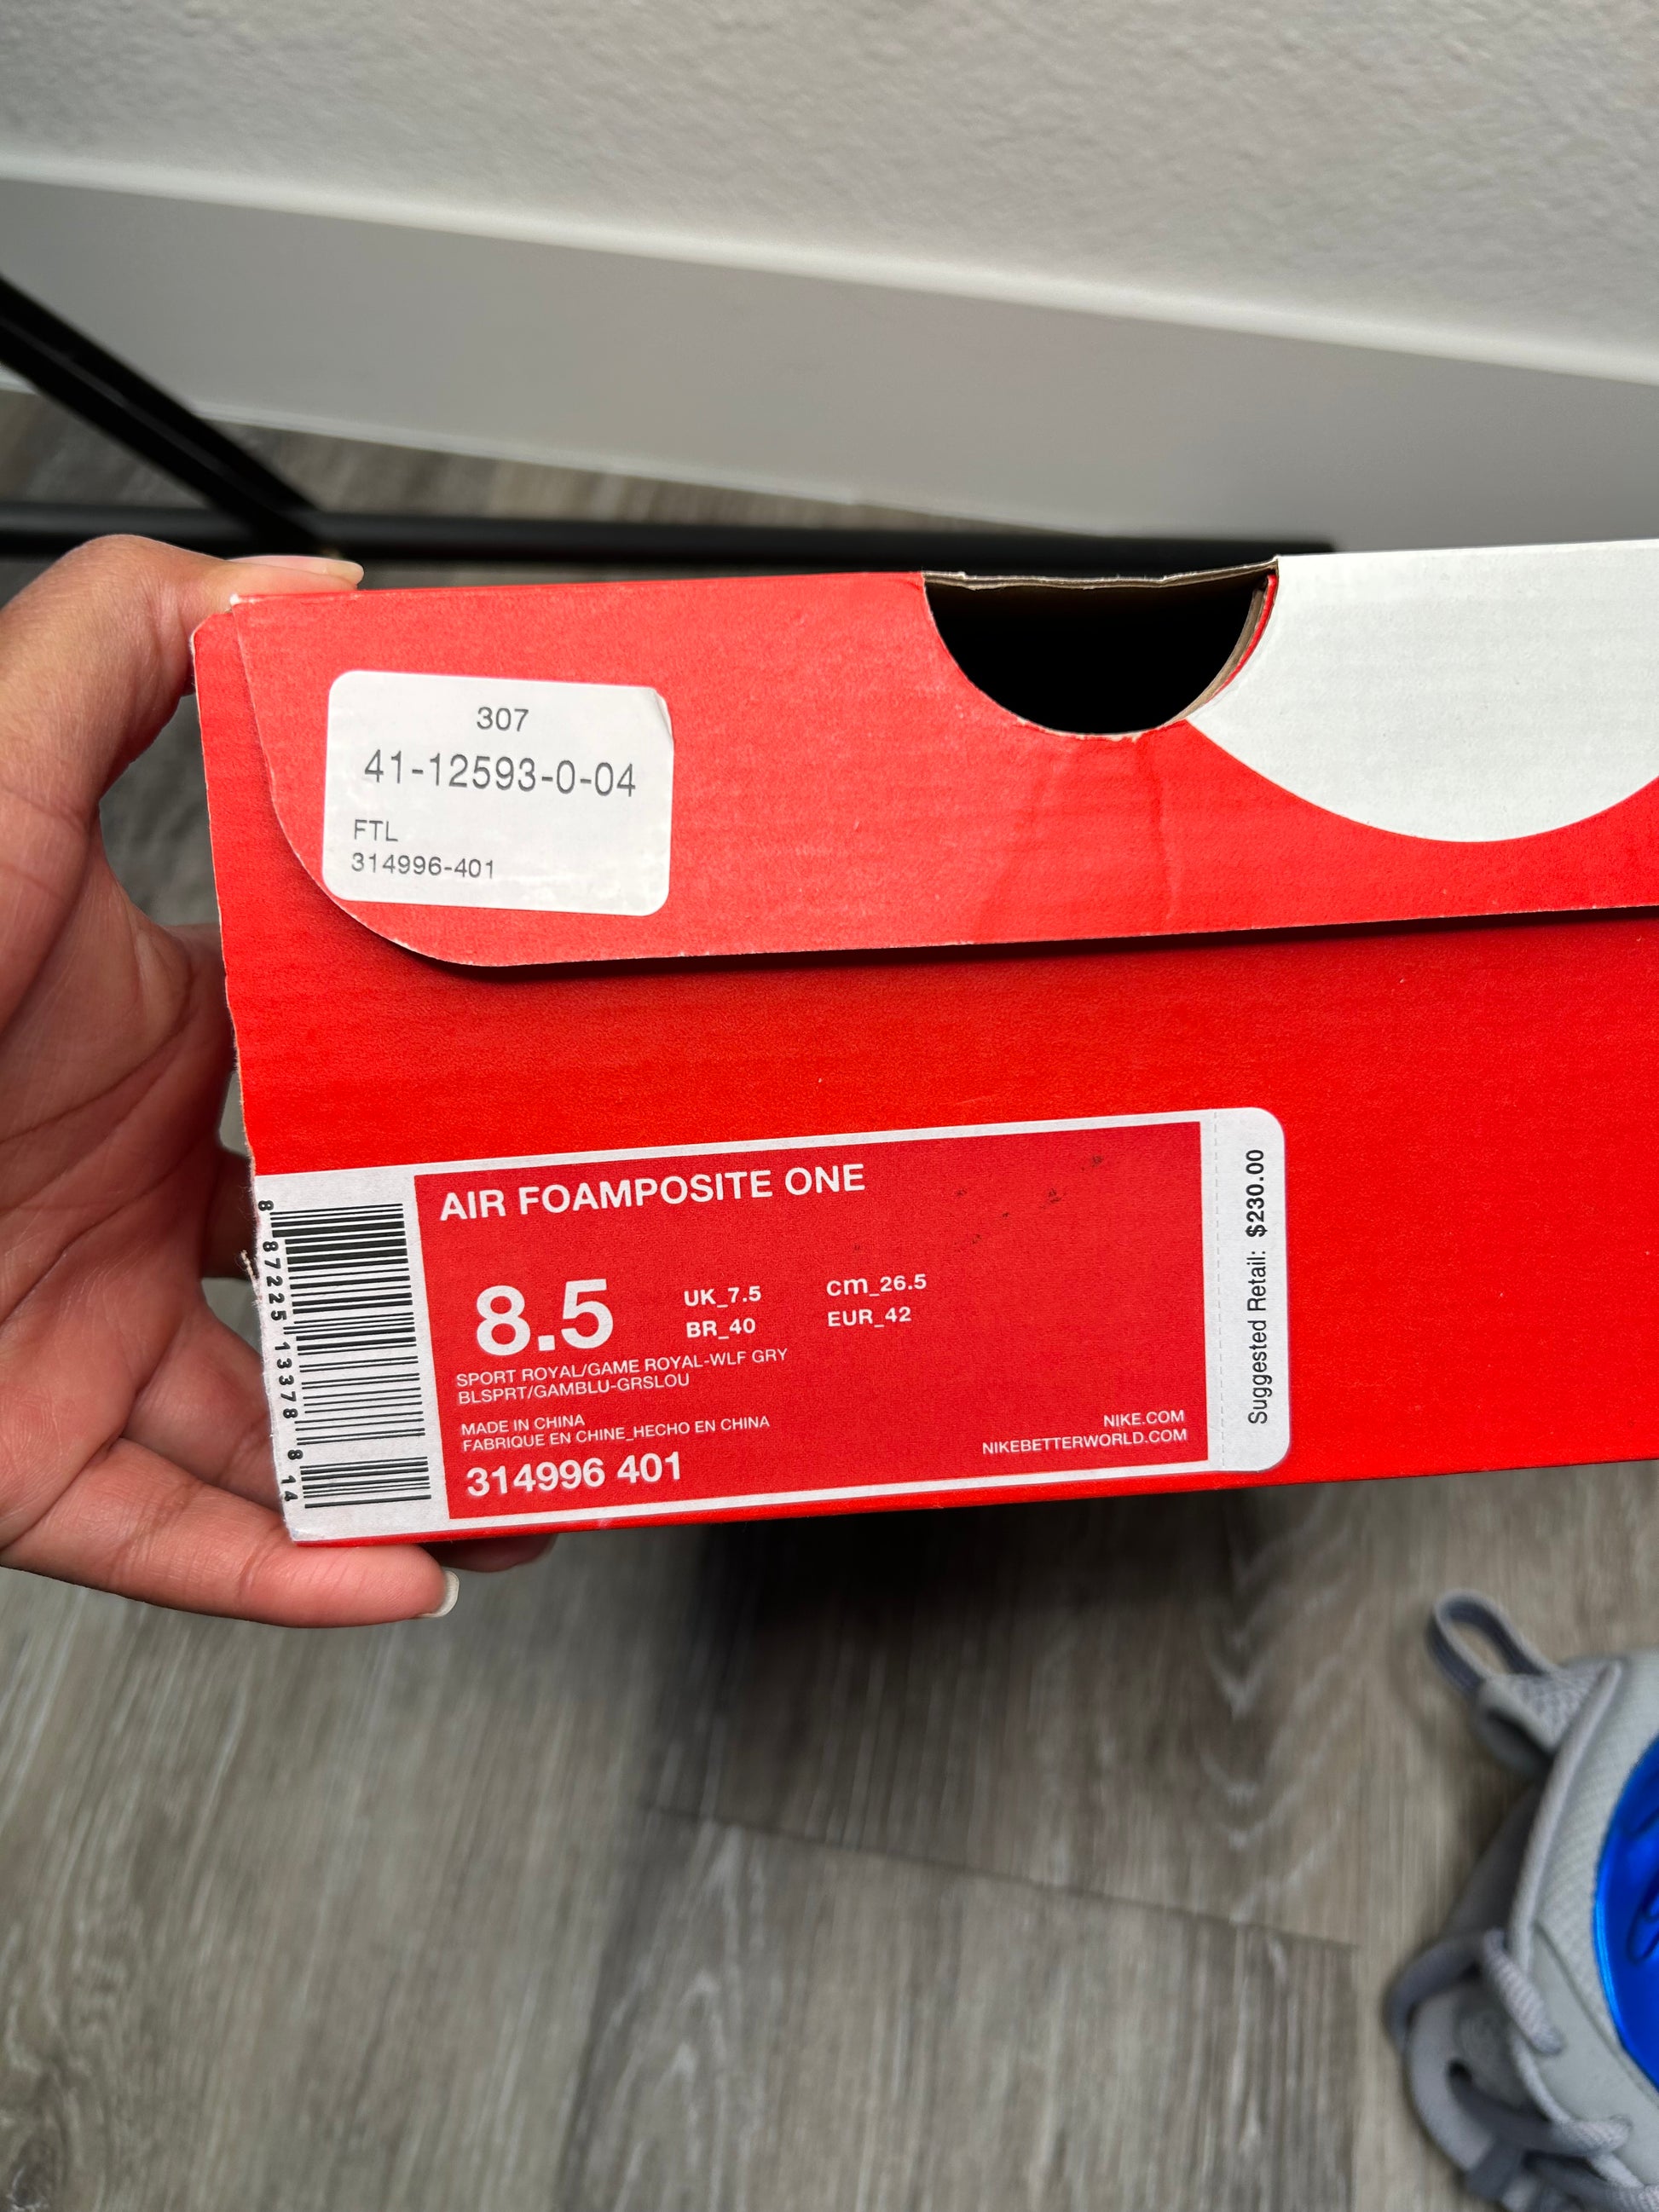 307
41-12593-0-04
FTL
314996-401
AIR FOAMPOSITE ONE
8.5
UK_7.5
cm_26.5
BR_40
EUR_42
SPORT ROYAL/GAME ROYAL-WLF GRY
BLSPRT/GAMBLU-GRSLOU
MADE IN CHINA
FABRIQUE EN CHINE_HECHO EN CHINA
314996 401
NIKE.COM
NIKEBETTERWORLD.COM
Suggested Retail: $230.00
8 87225 13378 8 14